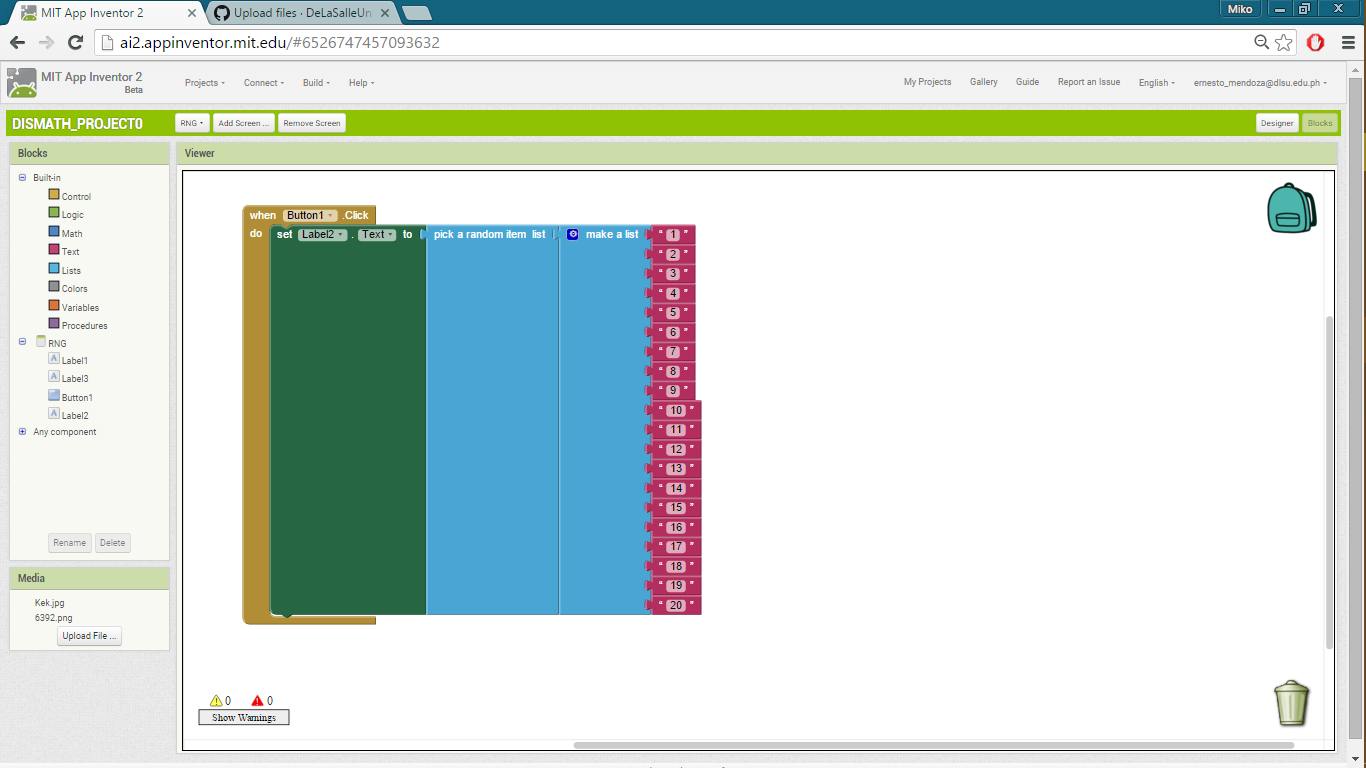 MIT App Inventor 2
Upload files · DeLaSalleUn
Miko
ai2.appinventor.mit.edu/#6526747457093632
MIT App Inventor 2
Beta
Projects
Connect
Build
Help
My Projects
Gallery
Guide
Report an Issue
English
ernesto_mendoza@dlsu.edu.ph
DISMATH_PROJECT0
RNG
Add Screen ...
Remove Screen
Designer
Blocks
Blocks
Built-in
Control
Logic
Math
Text
Lists
Colors
Variables
Procedures
RNG
Label1
Label3
Button1
Label2
Any component
Rename
Delete
Media
Kek.jpg
6392.png
Upload File ...
Viewer
when Button1 .Click
do set Label2 . Text to pick a random item list make a list “ 1 ”
“ 2 ”
“ 3 ”
“ 4 ”
“ 5 ”
“ 6 ”
“ 7 ”
“ 8 ”
“ 9 ”
“ 10 ”
“ 11 ”
“ 12 ”
“ 13 ”
“ 14 ”
“ 15 ”
“ 16 ”
“ 17 ”
“ 18 ”
“ 19 ”
“ 20 ”
0 0
Show Warnings